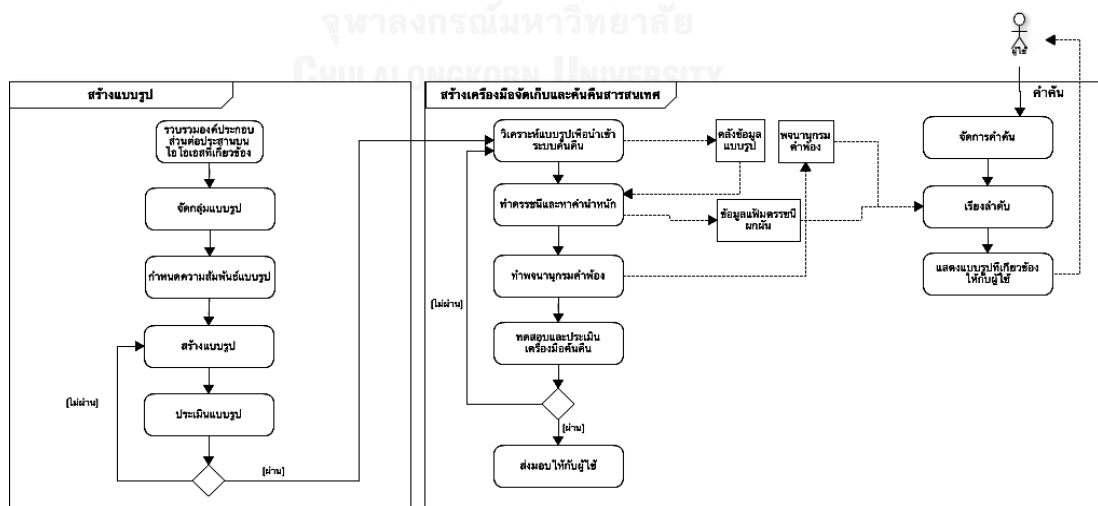 จุฬาลงกรณ์มหาวิทยาลัย
CHULALONGKORN UNIVERSITY
สร้างแบบรูป
รวบรวมองค์ประกอบ
ส่วนต่อประสานบน
ไอโอเอสที่เกี่ยวข้อง
จัดกลุ่มแบบรูป
กำหนดความสัมพันธ์แบบรูป
สร้างแบบรูป
[ไม่ผ่าน]
ประเมินแบบรูป
[ผ่าน]
สร้างเครื่องมือจัดเก็บและค้นคืนสารสนเทศ
วิเคราะห์แบบรูปเพื่อนำเข้า
ระบบค้นคืน
คลังข้อมูล
แบบรูป
พจนานุกรม
คำพ้อง
ทำดรรชนีและหาค่าน้ำหนัก
ข้อมูลแฟ้มดรรชนี
ผกผัน
ทำพจนานุกรมคำพ้อง
[ไม่ผ่าน]
ทดสอบและประเมิน
เครื่องมือค้นคืน
[ผ่าน]
ส่งมอบให้กับผู้ใช้
ผู้ใช้
คำค้น
จัดการคำค้น
เรียงลำดับ
แสดงแบบรูปที่เกี่ยวข้อง
ให้กับผู้ใช้